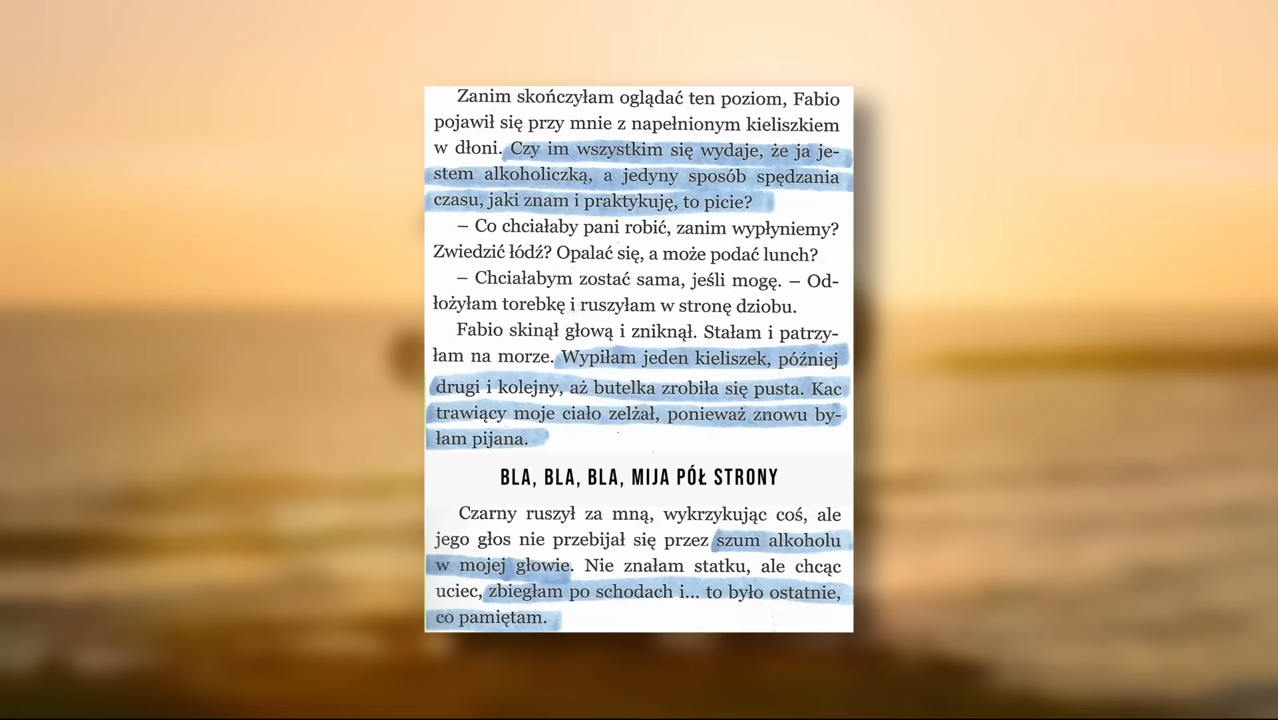 Zanim skończyłam oglądać ten poziom, Fabio
pojawił się przy mnie z napełnionym kieliszkiem
w dłoni. Czy im wszystkim się wydaje, że ja je-
stem alkoholiczką, a jedyny sposób spędzania
czasu, jaki znam i praktykuję, to picie?
– Co chciałaby pani robić, zanim wypłyniemy?
Zwiedzić łódź? Opalać się, a może podać lunch?
– Chciałabym zostać sama, jeśli mogę. – Od-
łożyłam torebkę i ruszyłam w stronę dziobu.
Fabio skinął głową i zniknął. Stałam i patrzy-
łam na morze. Wypiłam jeden kieliszek, później
drugi i kolejny, aż butelka zrobiła się pusta. Kac
trawiący moje ciało zelżał, ponieważ znowu by-
łam pijana.
BLA, BLA, BLA, MIJA PÓŁ STRONY
Czarny ruszył za mną, wykrzykując coś, ale
jego głos nie przebijał się przez szum alkoholu
w mojej głowie. Nie znałam statku, ale chcąc
uciec, zbiegłam po schodach i... to było ostatnie,
co pamiętam.